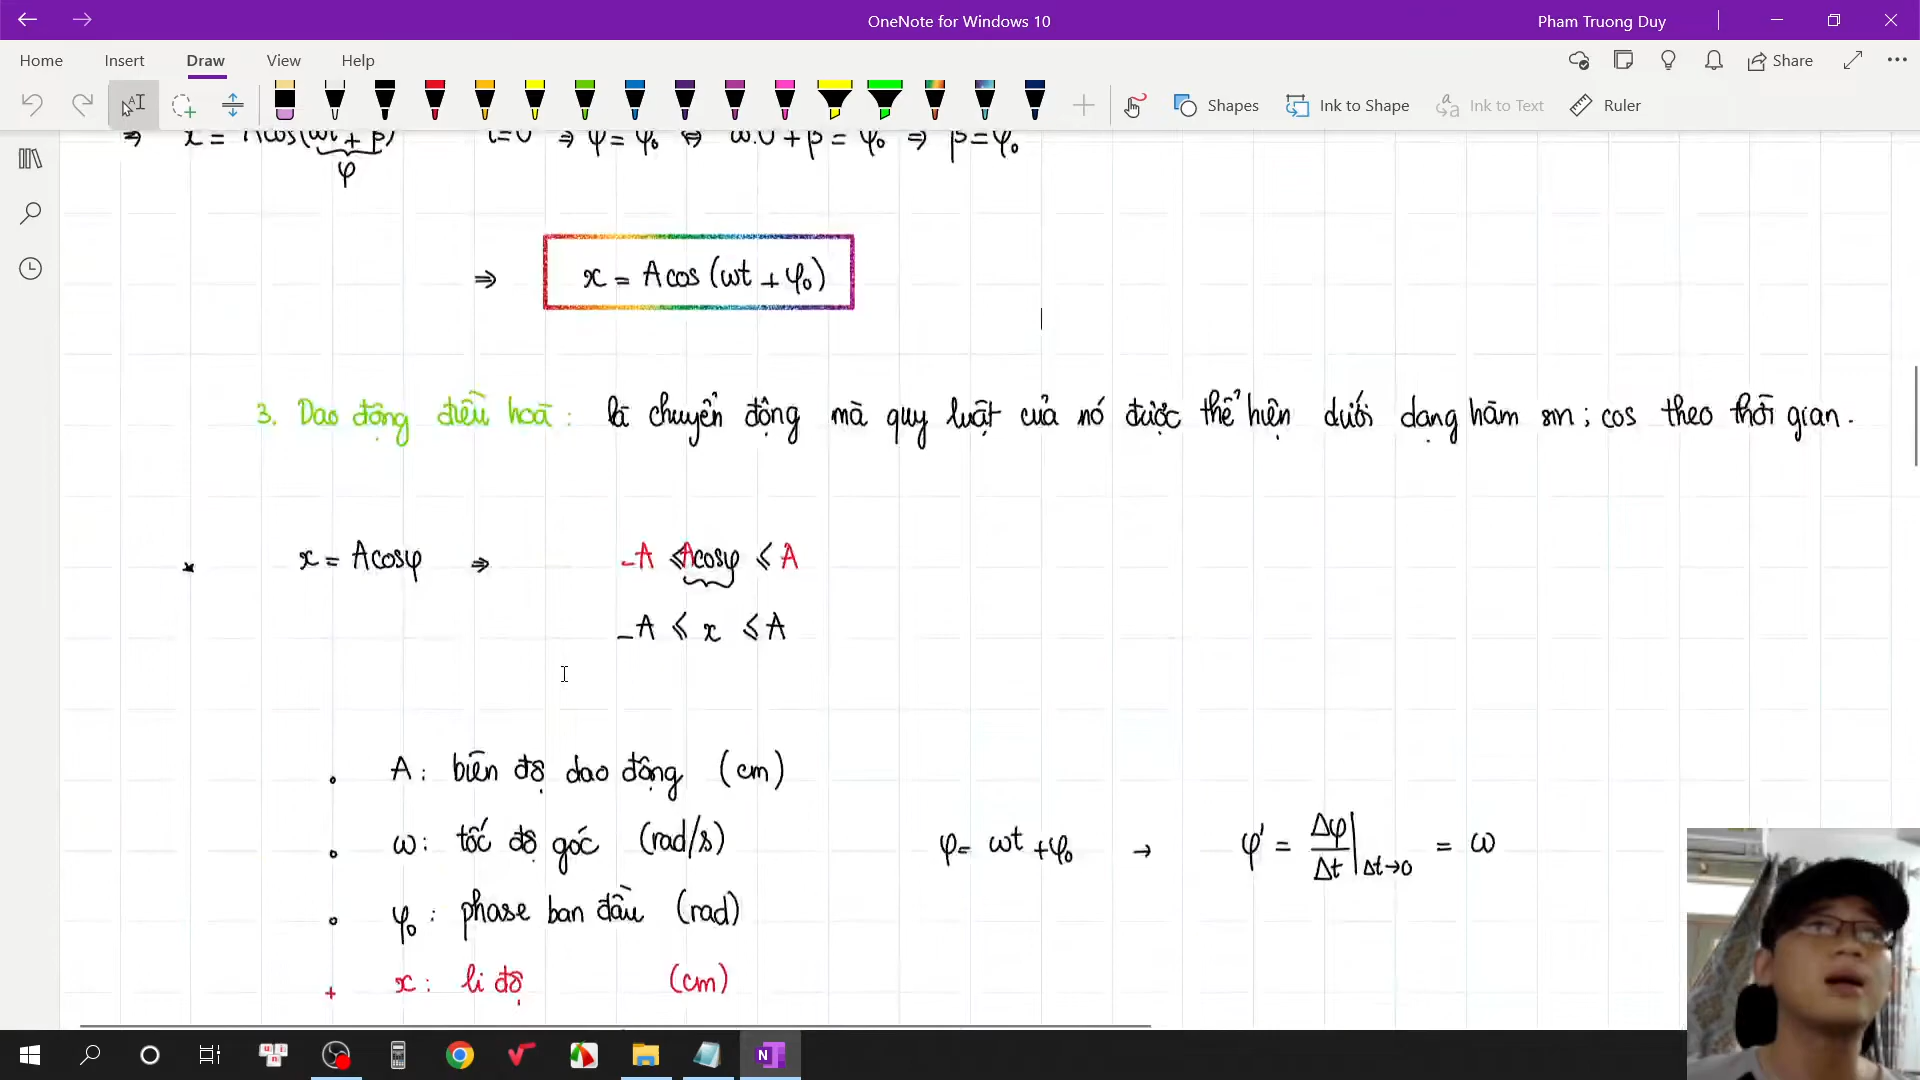 OneNote for Windows 10
Pham Truong Duy
Home Insert Draw View Help
Share
Shapes Ink to Shape Ink to Text Ruler
⇒ x = Acos(ωt + β) t=0 ⇒ φ = φ₀ ⇔ ω.0 + β = φ₀ ⇒ β = φ₀
φ
⇒ x = A cos (ωt + φ₀)
3. Dao động điều hoà : là chuyển động mà quy luật của nó được thể hiện dưới dạng hàm sin ; cos theo thời gian .
* x = Acosφ ⇒ -A ⩽ Acosφ ⩽ A
-A ⩽ x ⩽ A
• A : biên độ dao động (cm)
• ω : tốc độ góc (rad/s) φ = ωt + φ₀ → φ' = Δφ/Δt |Δt→0 = ω
• φ₀ : phase ban đầu (rad)
+ x : li độ (cm)